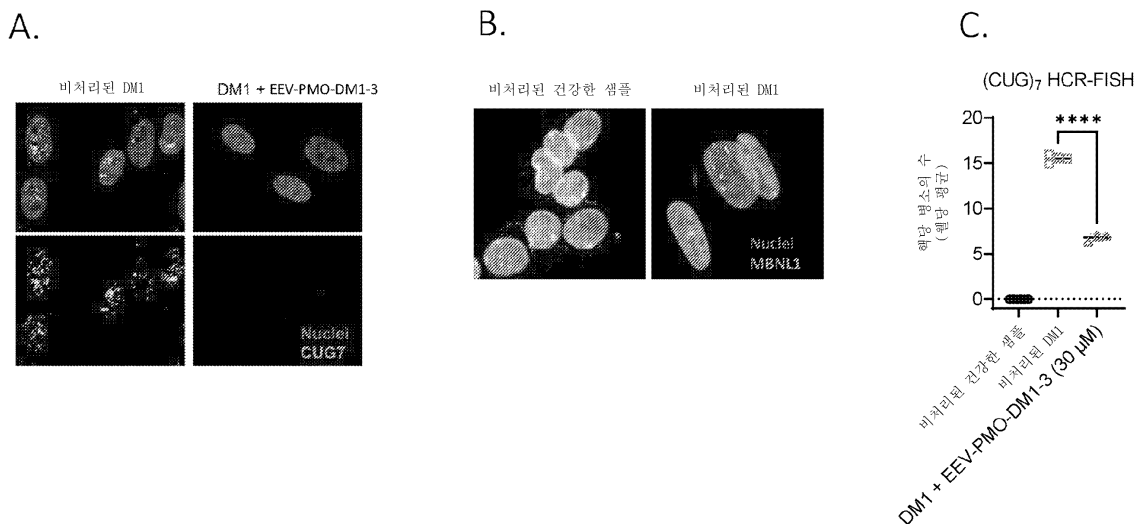 A.
비처리된 DM1
DM1 + EEV-PMO-DM1-3
Nuclei
CUG7
B.
비처리된 건강한 샘플
비처리된 DM1
Nuclei
MBNL1
C.
(CUG)7 HCR-FISH
****
20
15
10
5
0
핵당 병소의 수
(웰당 평균)
비처리된 건강한 샘플
비처리된 DM1
DM1 + EEV-PMO-DM1-3 (30 µM)